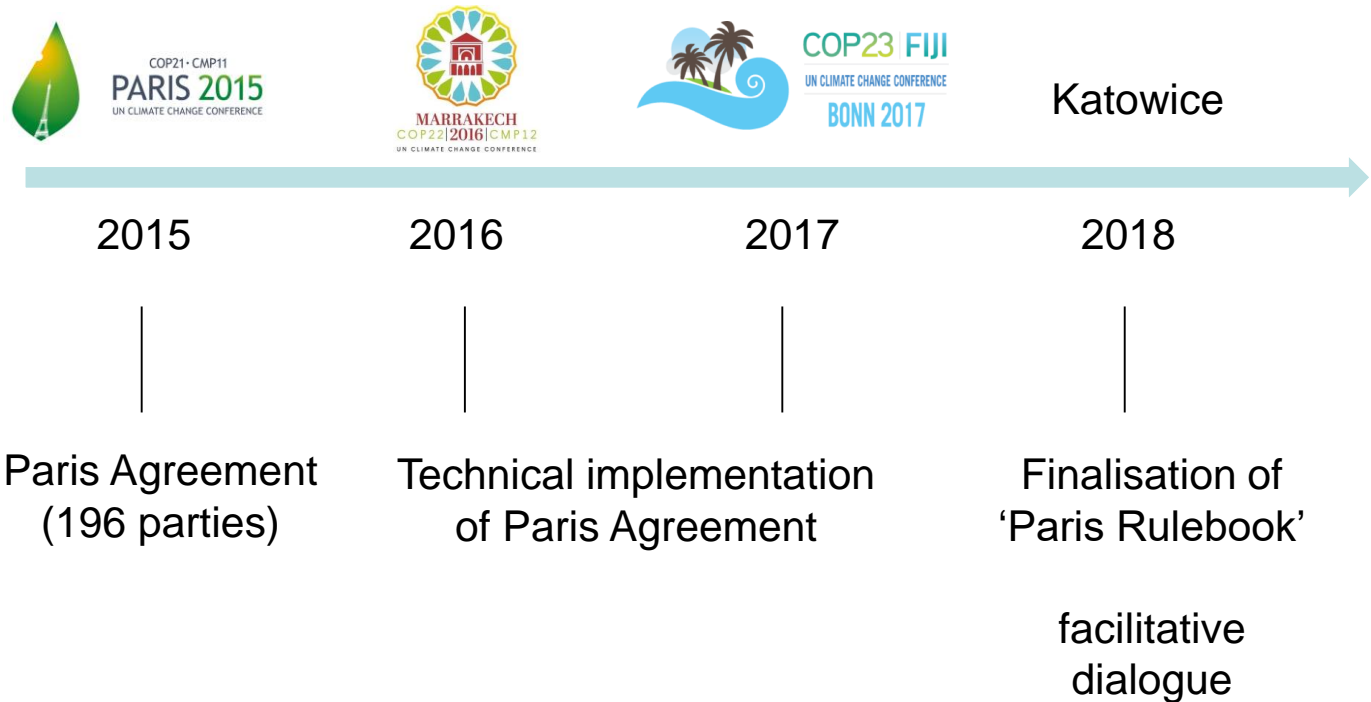 COP21·CMP11
PARIS 2015
UN CLIMATE CHANGE CONFERENCE
MARRAKECH
COP22|2016|CMP12
UN CLIMATE CHANGE CONFERENCE
COP23 FIJI
UN CLIMATE CHANGE CONFERENCE
BONN 2017
Katowice
2015
2016
2017
2018
Paris Agreement
(196 parties)
Technical implementation
of Paris Agreement
Finalisation of
‘Paris Rulebook’
facilitative
dialogue